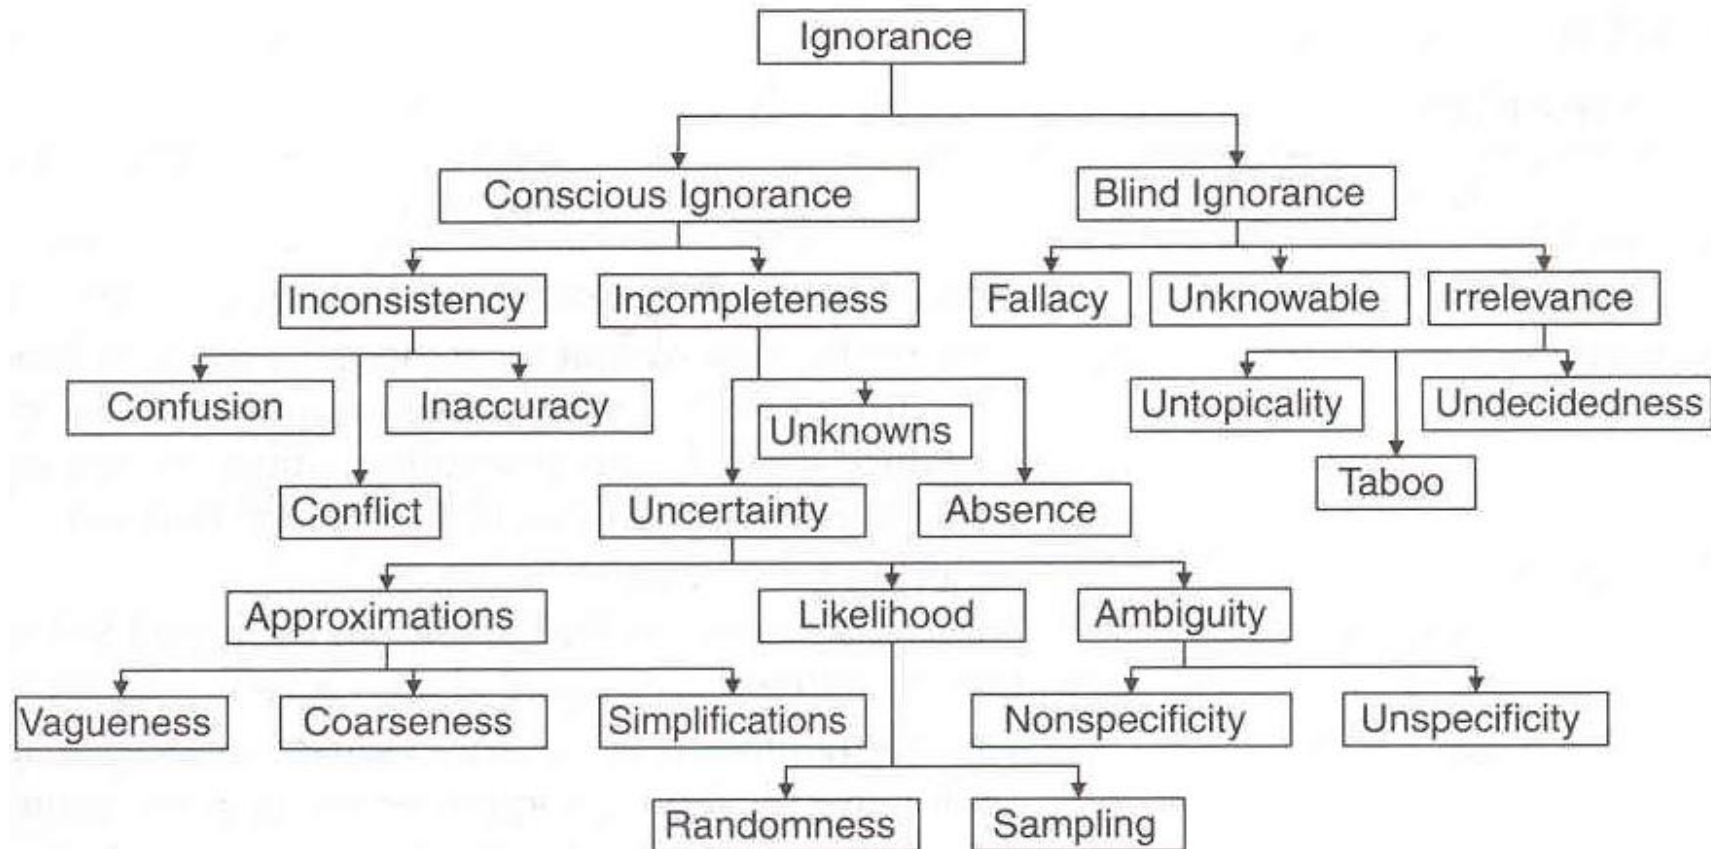 Ignorance
Conscious Ignorance
Blind Ignorance
Inconsistency
Incompleteness
Fallacy
Unknowable
Irrelevance
Confusion
Inaccuracy
Unknowns
Untopicality
Undecidedness
Conflict
Uncertainty
Absence
Taboo
Approximations
Likelihood
Ambiguity
Vagueness
Coarseness
Simplifications
Nonspecificity
Unspecificity
Randomness
Sampling